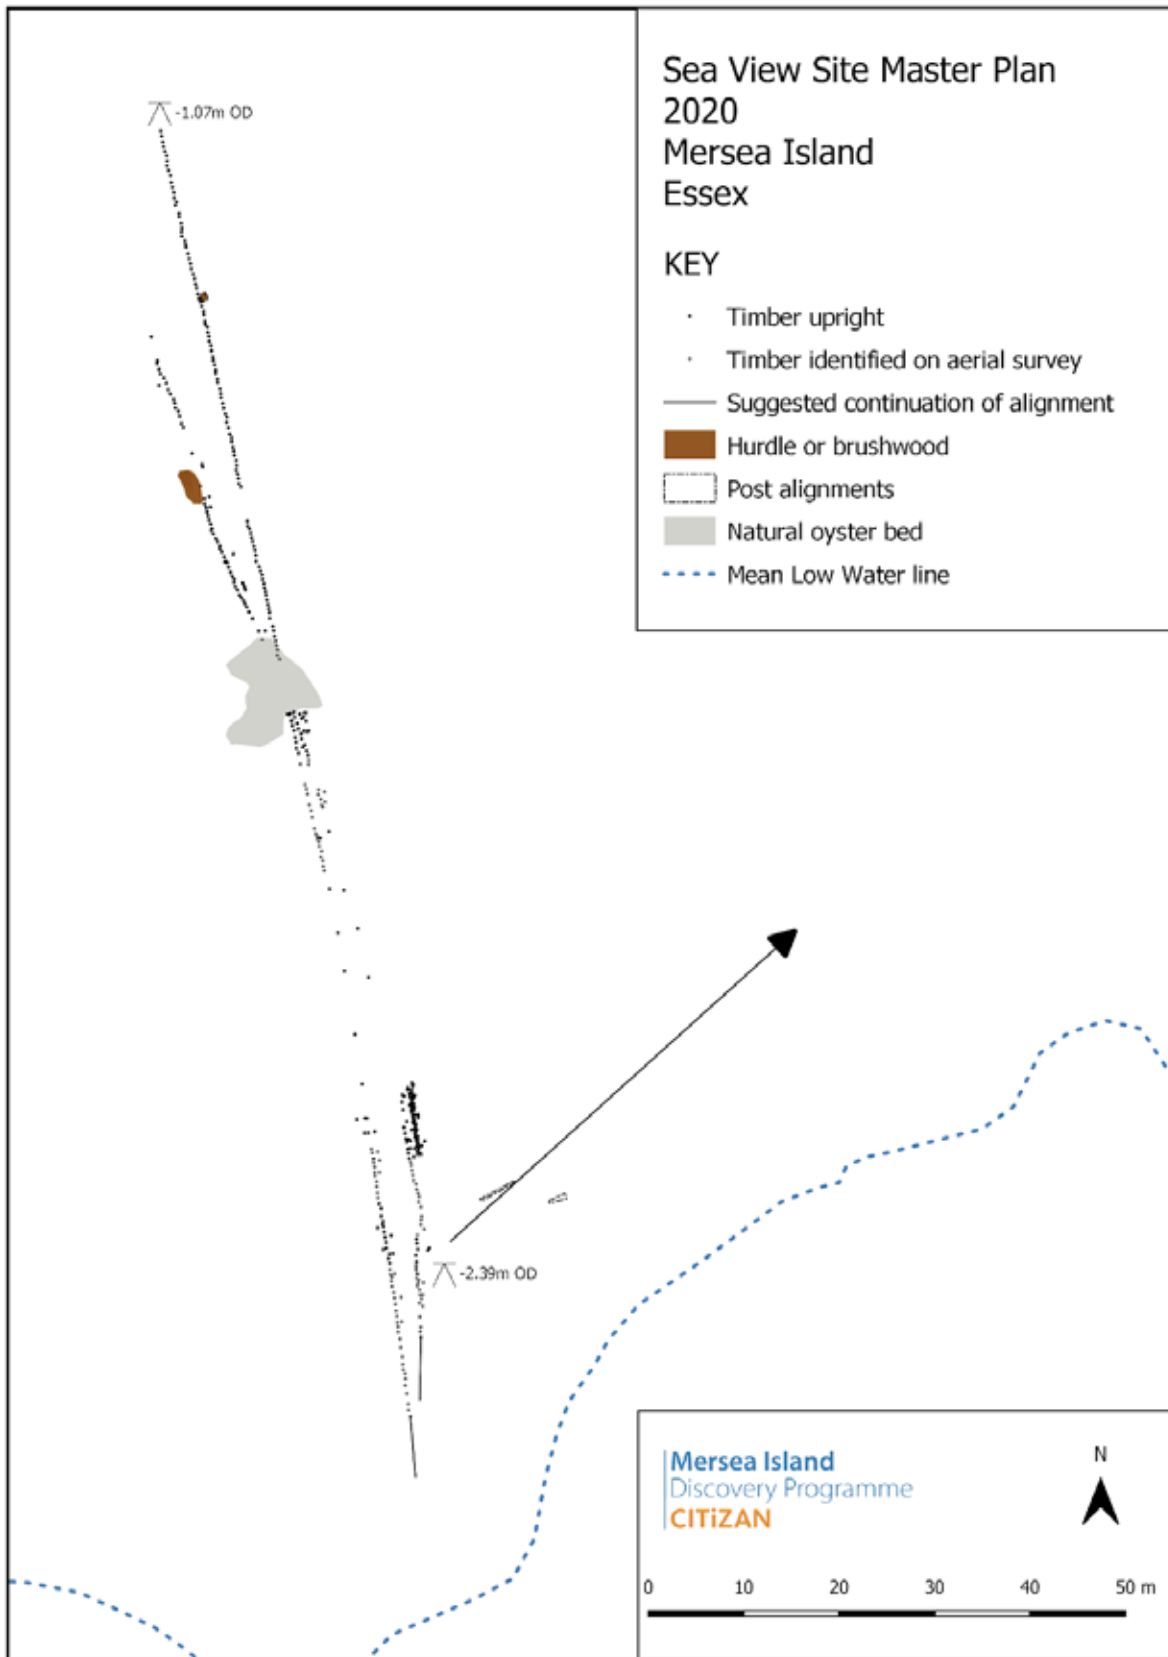 Sea View Site Master Plan
2020
Mersea Island
Essex
KEY
Timber upright
Timber identified on aerial survey
Suggested continuation of alignment
Hurdle or brushwood
Post alignments
Natural oyster bed
Mean Low Water line
-1.07m OD
-2.39m OD
Mersea Island
Discovery Programme
CITiZAN
N
0 10 20 30 40 50 m